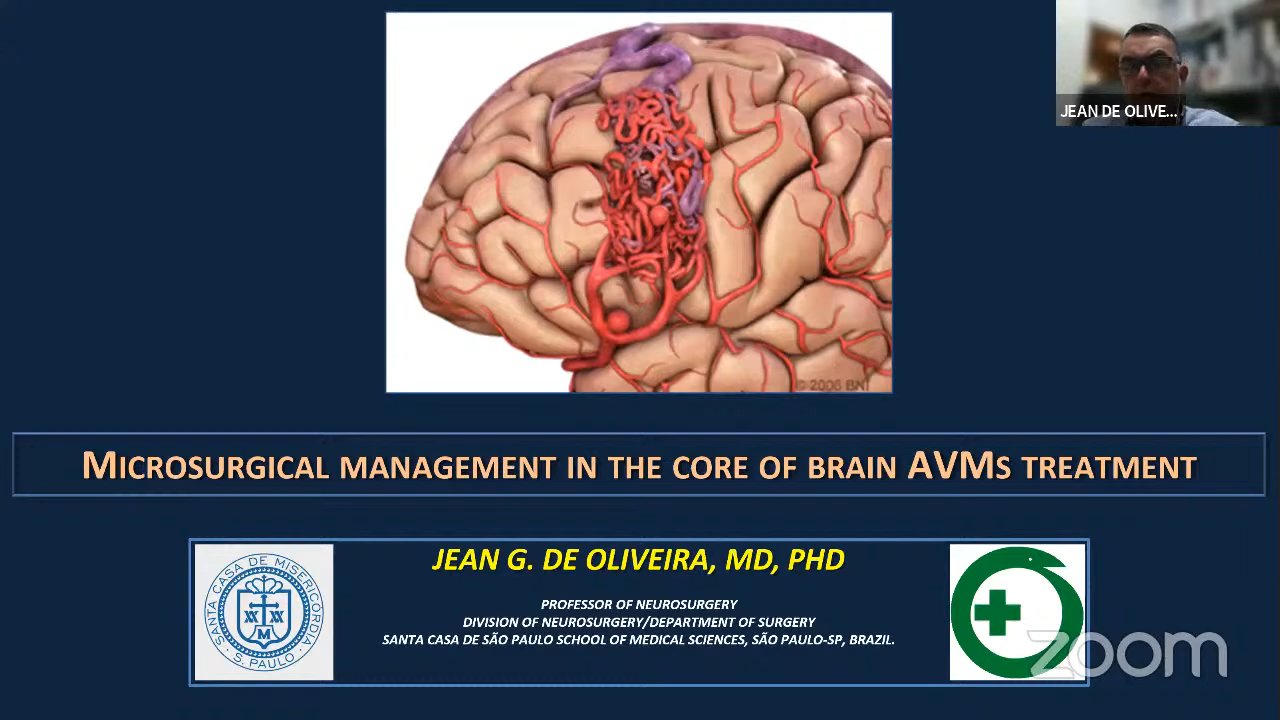 JEAN DE OLIVE...
© 2006 BNI
MICROSURGICAL MANAGEMENT IN THE CORE OF BRAIN AVMS TREATMENT
JEAN G. DE OLIVEIRA, MD, PHD
PROFESSOR OF NEUROSURGERY
DIVISION OF NEUROSURGERY/DEPARTMENT OF SURGERY
SANTA CASA DE SÃO PAULO SCHOOL OF MEDICAL SCIENCES, SÃO PAULO-SP, BRAZIL.
SANTA CASA DE MISERICORDIA
S. PAULO
M
zoom